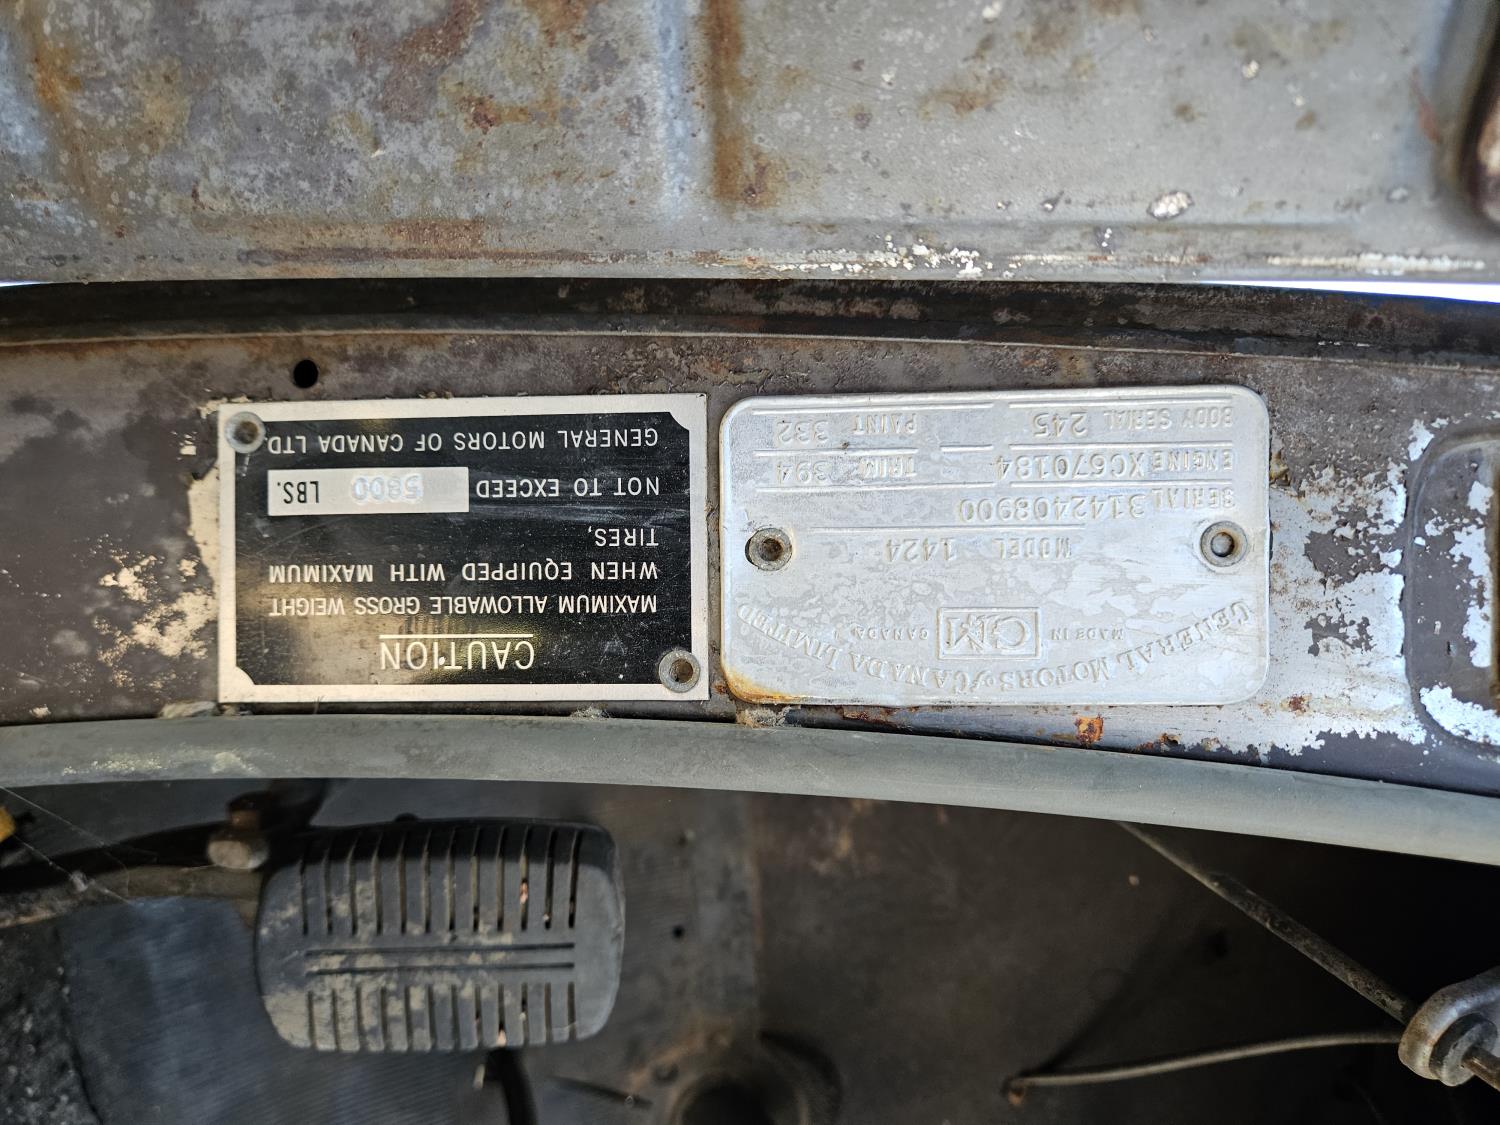 GENERAL MOTORS OF CANADA LIMITED
MADE IN GM CANADA
MODEL 1424
SERIAL 3142408900
ENGINE XC670184 TRIM 394
BODY SERIAL 245 PAINT 332
CAUTION
MAXIMUM ALLOWABLE GROSS WEIGHT
WHEN EQUIPPED WITH MAXIMUM
TIRES,
NOT TO EXCEED 5800 LBS.
GENERAL MOTORS OF CANADA LTD.